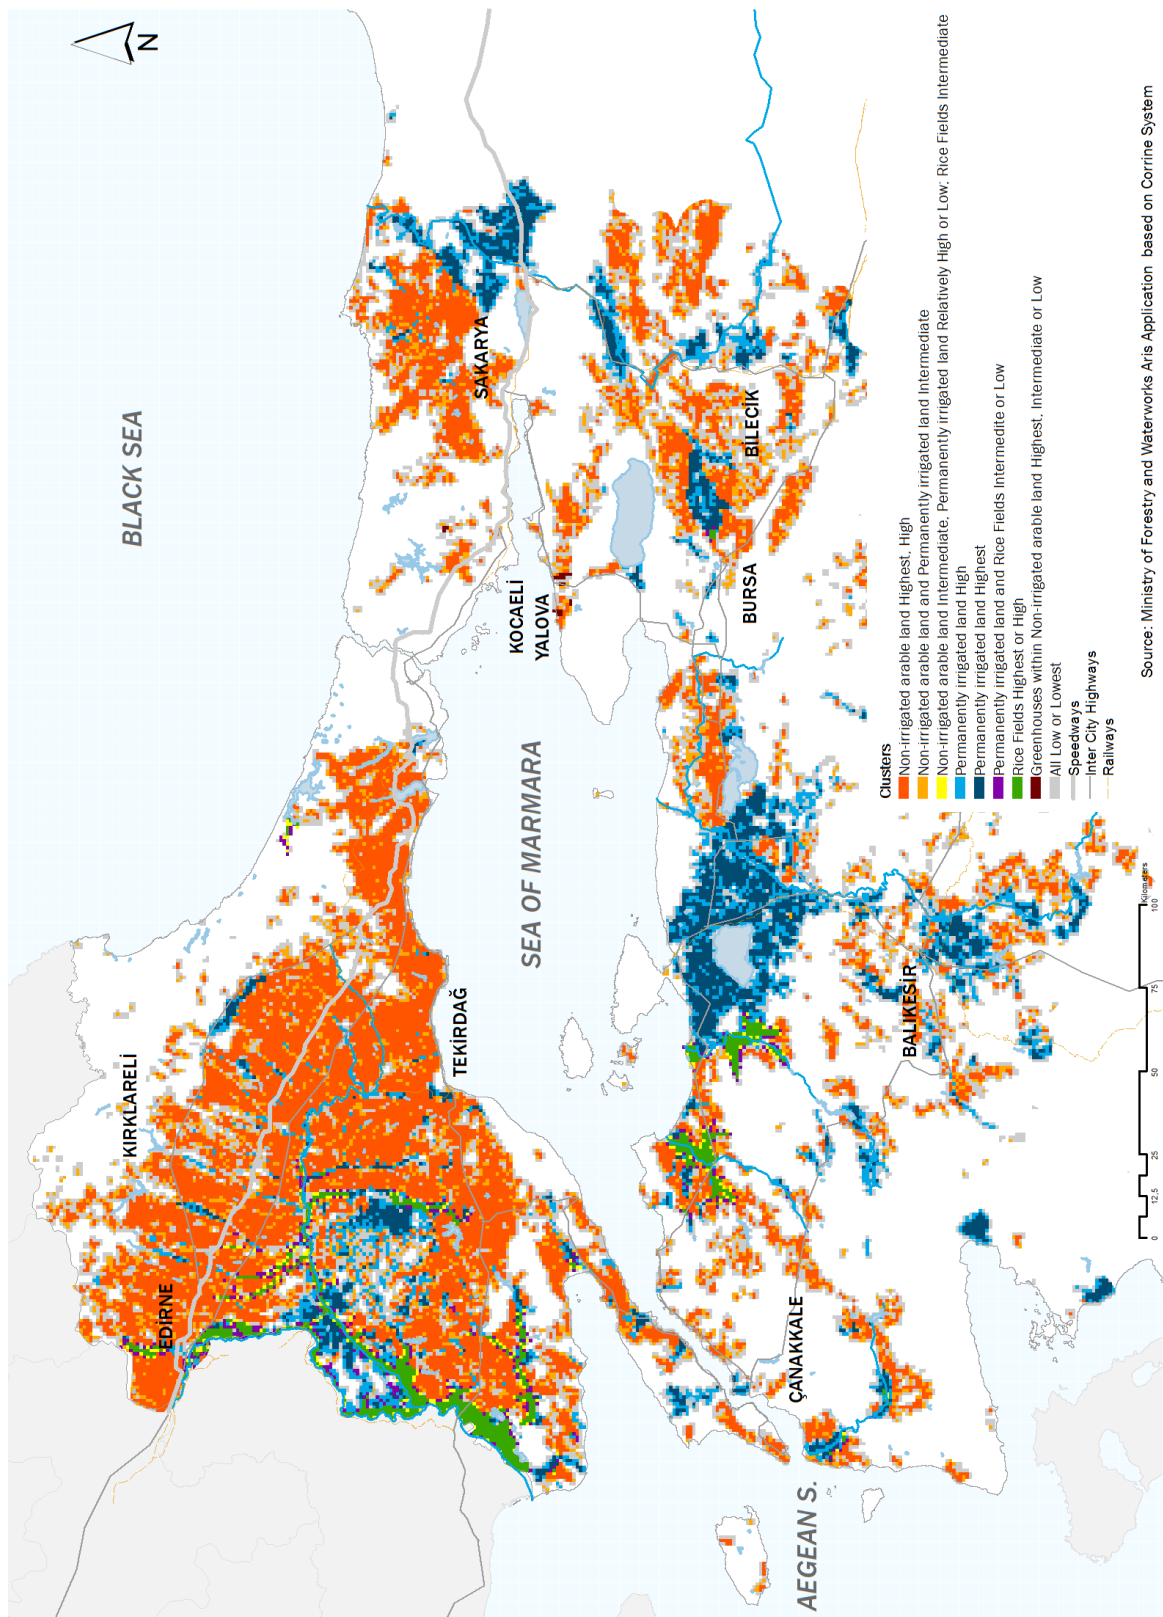 N
BLACK SEA
KIRKLARELİ
EDİRNE
SAKARYA
KOCAELİ
YALOVA
TEKİRDAĞ
SEA OF MARMARA
BİLECİK
BURSA
ÇANAKKALE
BALIKESİR
AEGEAN S.
Clusters
Non-irrigated arable land Highest, High
Non-irrigated arable land and Permanently irrigated land Intermediate
Non-irrigated arable land Intermediate, Permanently irrigated land Relatively High or Low; Rice Fields Intermediate
Permanently irrigated land High
Permanently irrigated land Highest
Permanently irrigated land and Rice Fields Intermedite or Low
Rice Fields Highest or High
Greenhouses within Non-irrigated arable land Highest, Intermediate or Low
All Low or Lowest
Speedways
Inter City Highways
Railways
0 12,5 25 50 75 100
Kilometers
Source: Ministry of Forestry and Waterworks Aris Application based on Corrine System